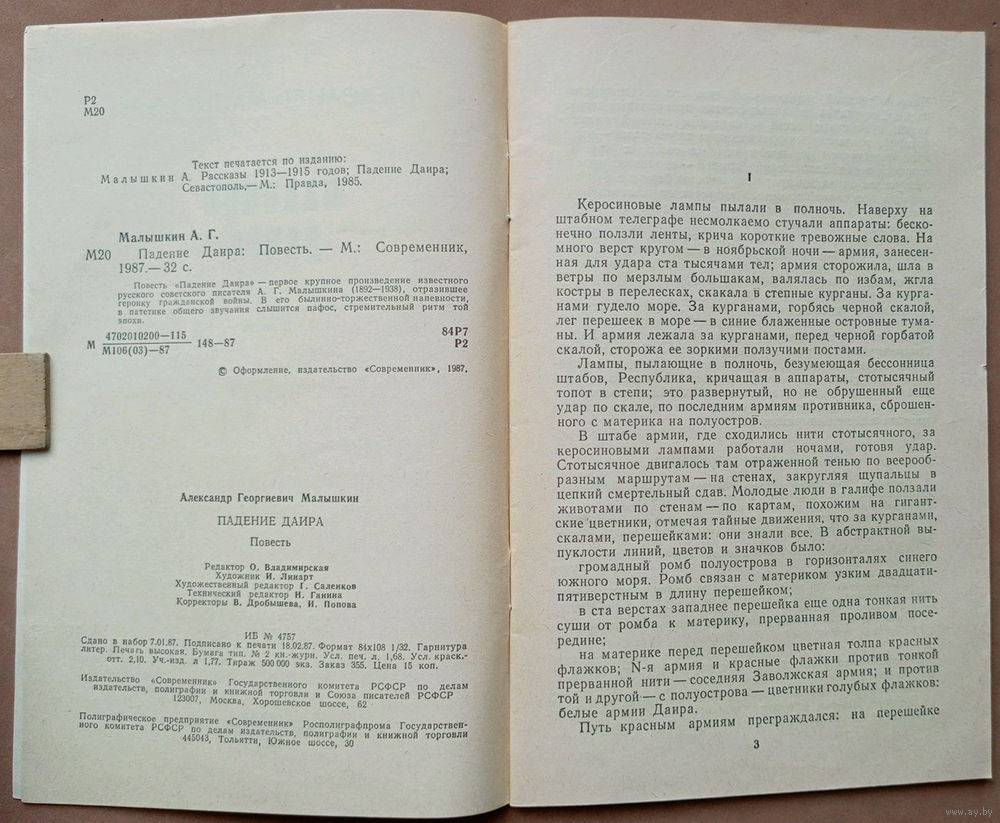 Р2
М20
Текст печатается по изданию:
Малышкин А. Рассказы 1913—1915 годов; Падение Даира;
Севастополь,— М.: Правда, 1985.
Малышкин А. Г.
М20 Падение Даира: Повесть. — М.: Современник,
1987.— 32 с.
Повесть «Падение Даира» — первое крупное произведение известного
русского советского писателя А. Г. Малышкина (1892—1938), отразившее
героику гражданской войны. В его былинно-торжественной напевности,
в патетике общего звучания слышится пафос, стремительный ритм той
эпохи.
М 4702010200—115 148—87 84Р7
М106(03)—87 Р2
© Оформление, издательство «Современник», 1987.
Александр Георгиевич Малышкин
ПАДЕНИЕ ДАИРА
Повесть
Редактор О. Владимирская
Художник И. Линарт
Художественный редактор Г. Саленков
Технический редактор Н. Ганина
Корректоры В. Дробышева, И. Попова
ИБ № 4757
Сдано в набор 7.01.87. Подписано к печати 18.02.87. Формат 84x108 1/32. Гарнитура
литер. Печать высокая. Бумага тип. № 2 кн.-журн. Усл. печ. л. 1,68. Усл. краск.-
отт. 2,10. Уч.-изд. л 1,77. Тираж 500 000 экз. Заказ 355. Цена 15 коп.
Издательство «Современник» Государственного комитета РСФСР по делам
издательств, полиграфии и книжной торговли и Союза писателей РСФСР
123007, Москва, Хорошевское шоссе, 62
Полиграфическое предприятие «Современник» Росполиграфпрома Государствен-
ного комитета РСФСР по делам издательств, полиграфии и книжной торговли
445043, Тольятти, Южное шоссе, 30
I
Керосиновые лампы пылали в полночь. Наверху на
штабном телеграфе несмолкаемо стучали аппараты: беско-
нечно ползли ленты, крича короткие тревожные слова. На
много верст кругом — в ноябрьской ночи — армия, занесен-
ная для удара ста тысячами тел; армия сторожила, шла в
ветры по мерзлым большакам, валялась по избам, жгла
костры в перелесках, скакала в степные курганы. За курга-
нами гудело море. За курганами, горбясь черной скалой,
лег перешеек в море — в синие блаженные островные тума-
ны. И армия лежала за курганами, перед черной горбатой
скалой, сторожа ее зоркими ползучими постами.
Лампы, пылающие в полночь, безумеющая бессонница
штабов, Республика, кричащая в аппараты, стотысячный
топот в степи; это развернутый, но не обрушенный еще
удар по скале, по последним армиям противника, сброшен-
ного с материка на полуостров.
В штабе армии, где сходились нити стотысячного, за
керосиновыми лампами работали ночами, готовя удар.
Стотысячное двигалось там отраженной тенью по веерооб-
разным маршрутам — на стенах, закругляя щупальцы в
цепкий смертельный сдав. Молодые люди в галифе ползали
животами по стенам — по картам, похожим на гигант-
ские цветники, отмечая тайные движения, что за курганами,
скалами, перешейками: они знали все. В абстрактной вы-
пуклости линий, цветов и значков было:
громадный ромб полуострова в горизонталях синего
южного моря. Ромб связан с материком узким двадцати-
пятиверстным в длину перешейком;
в ста верстах западнее перешейка еще одна тонкая нить
суши от ромба к материку, прерванная проливом посе-
редине;
на материке перед перешейком цветная толпа красных
флажков; N-я армия и красные флажки против тонкой
прерванной нити — соседняя Заволжская армия; и против
той и другой — с полуострова — цветники голубых флажков:
белые армии Даира.
Путь красным армиям преграждался: на перешейке
3
www.ay.by